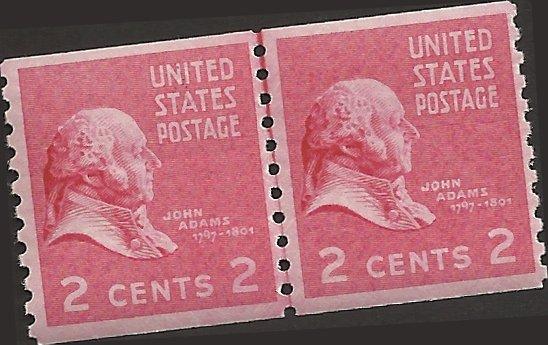 UNITED
STATES
POSTAGE
JOHN
ADAMS
1797-1801
2 CENTS 2
UNITED
STATES
POSTAGE
JOHN
ADAMS
1797-1801
2 CENTS 2